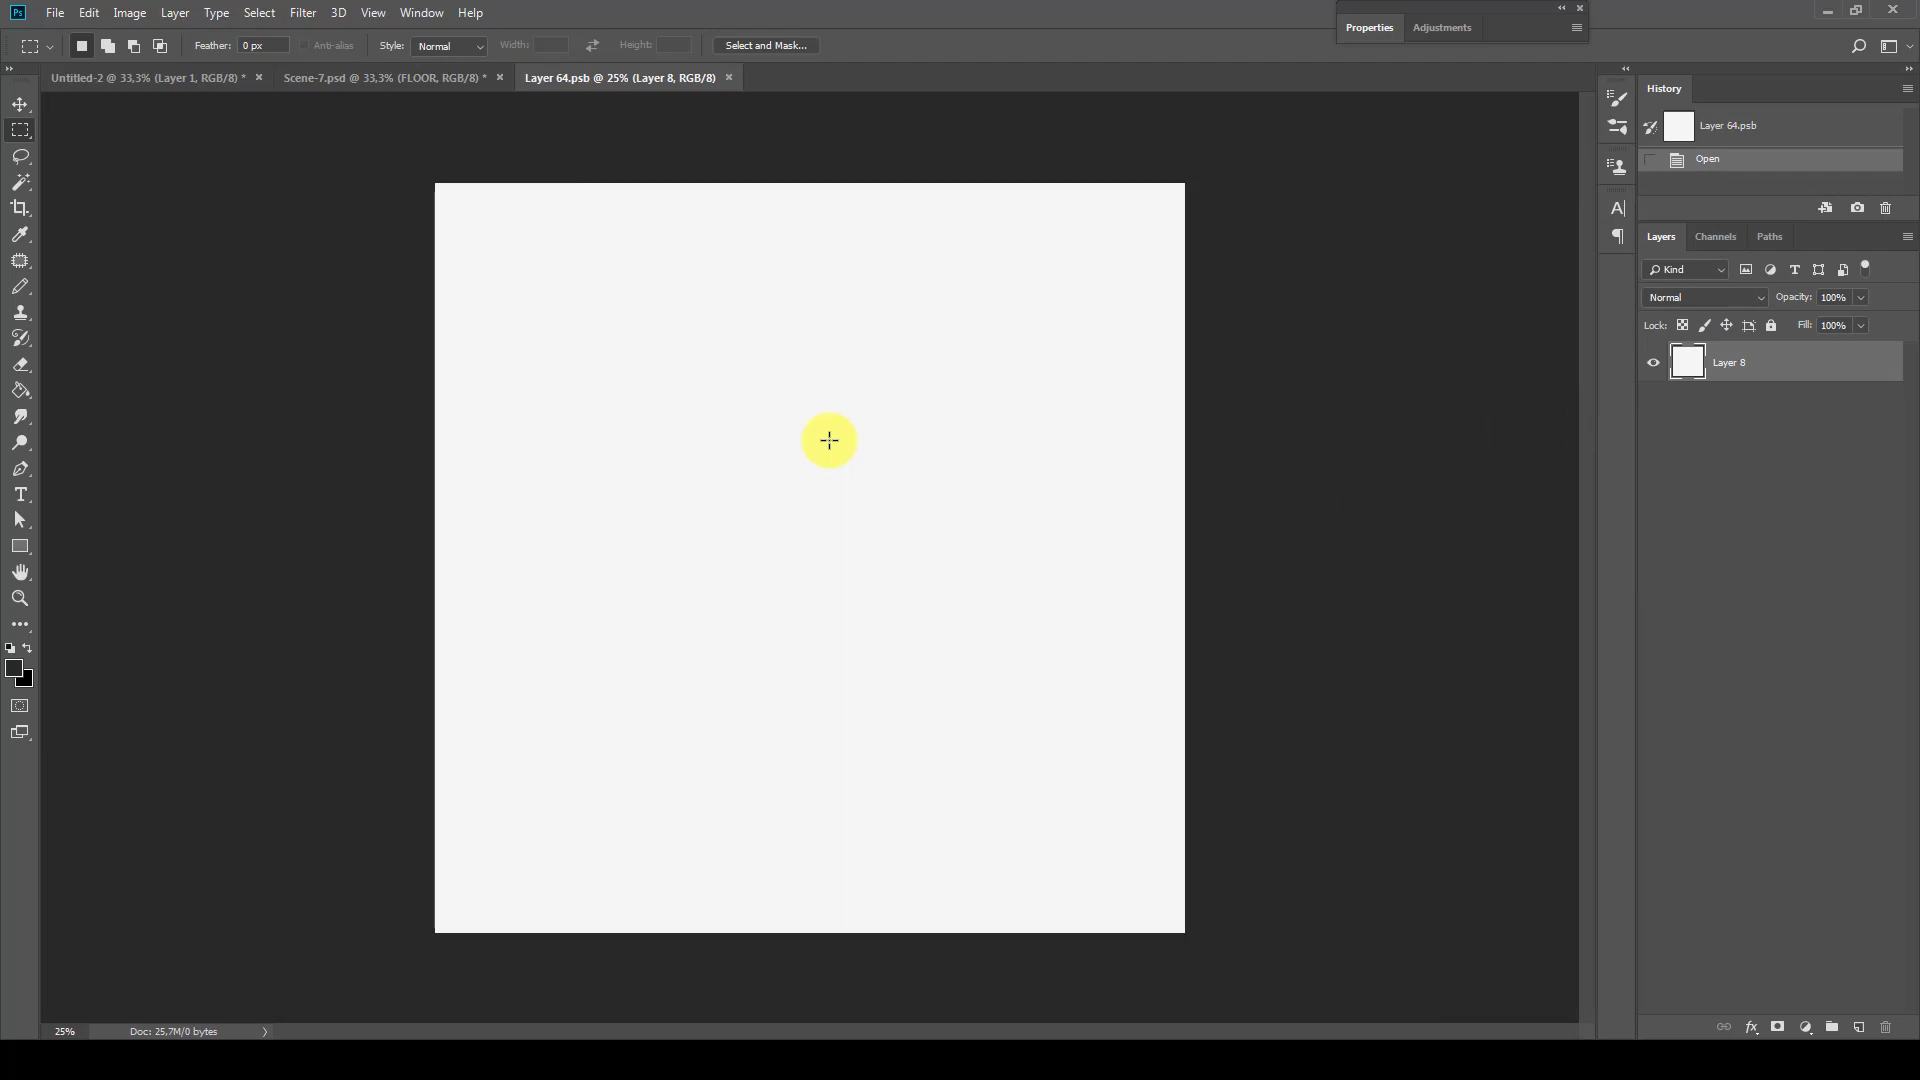 Ps File Edit Image Layer Type Select Filter 3D View Window Help
Properties Adjustments
Feather: 0 px Anti-alias Style: Normal Width: Height: Select and Mask...
Untitled-2 @ 33,3% (Layer 1, RGB/8) * Scene-7.psd @ 33,3% (FLOOR, RGB/8) * Layer 64.psb @ 25% (Layer 8, RGB/8)
History
Layer 64.psb
Open
Layers Channels Paths
Kind
Normal Opacity: 100%
Lock: Fill: 100%
Layer 8
25% Doc: 25,7M/0 bytes